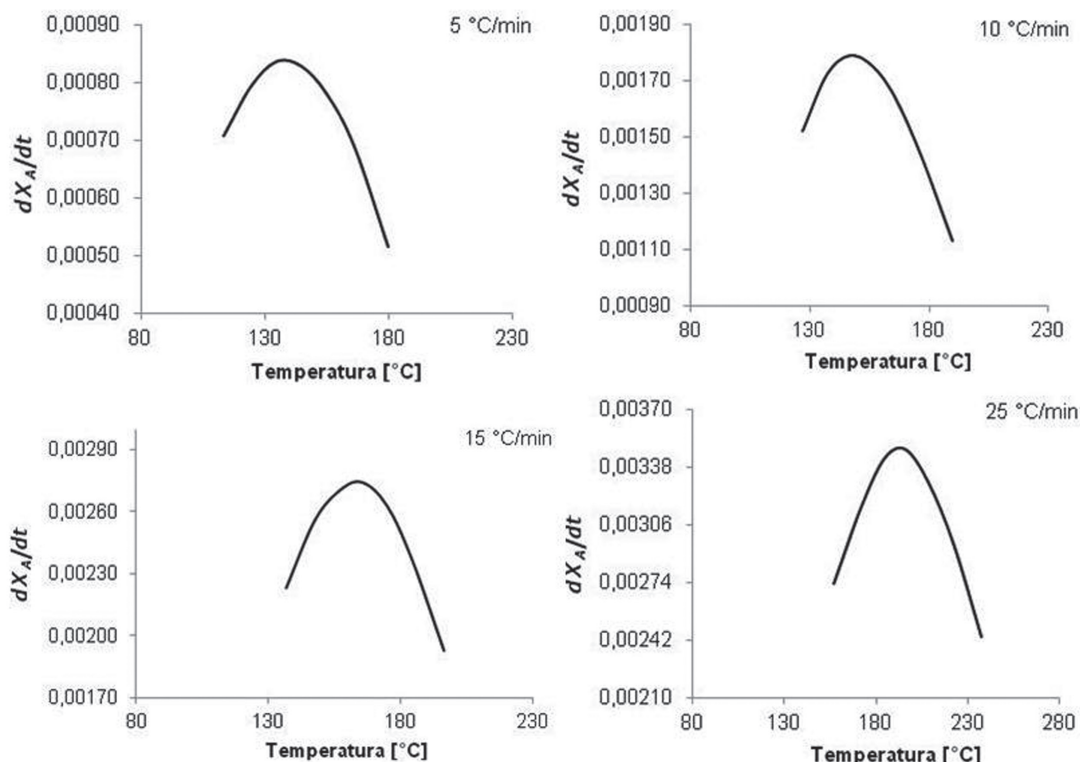 5 °C/min
0,00090
0,00080
0,00070
0,00060
0,00050
0,00040
dX_A/dt
80 130 180 230
Temperatura [°C]
10 °C/min
0,00190
0,00170
0,00150
0,00130
0,00110
0,00090
dX_A/dt
80 130 180 230
Temperatura [°C]
15 °C/min
0,00290
0,00260
0,00230
0,00200
0,00170
dX_A/dt
80 130 180 230
Temperatura [°C]
25 °C/min
0,00370
0,00338
0,00306
0,00274
0,00242
0,00210
dX_A/dt
80 130 180 230 280
Temperatura [°C]